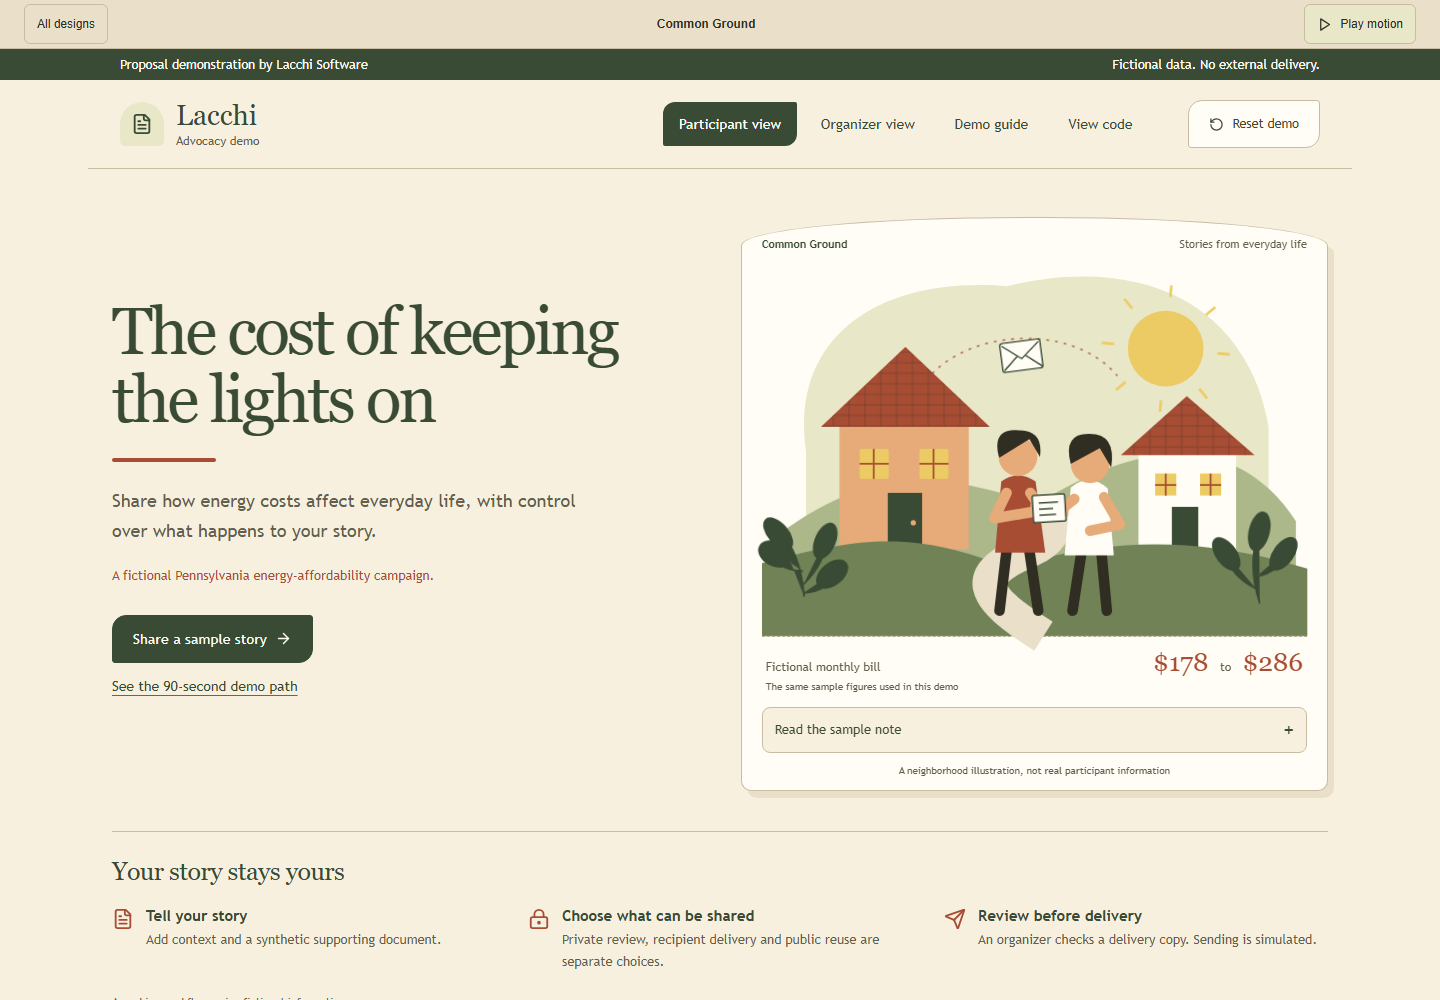 All designs
Common Ground
Play motion
Proposal demonstration by Lacchi Software
Fictional data. No external delivery.
Lacchi
Advocacy demo
Participant view
Organizer view
Demo guide
View code
Reset demo
The cost of keeping
the lights on
Share how energy costs affect everyday life, with control
over what happens to your story.
A fictional Pennsylvania energy-affordability campaign.
Share a sample story
See the 90-second demo path
Common Ground
Stories from everyday life
Fictional monthly bill
$178 to $286
The same sample figures used in this demo
Read the sample note
+
A neighborhood illustration, not real participant information
Your story stays yours
Tell your story
Add context and a synthetic supporting document.
Choose what can be shared
Private review, recipient delivery and public reuse are
separate choices.
Review before delivery
An organizer checks a delivery copy. Sending is simulated.